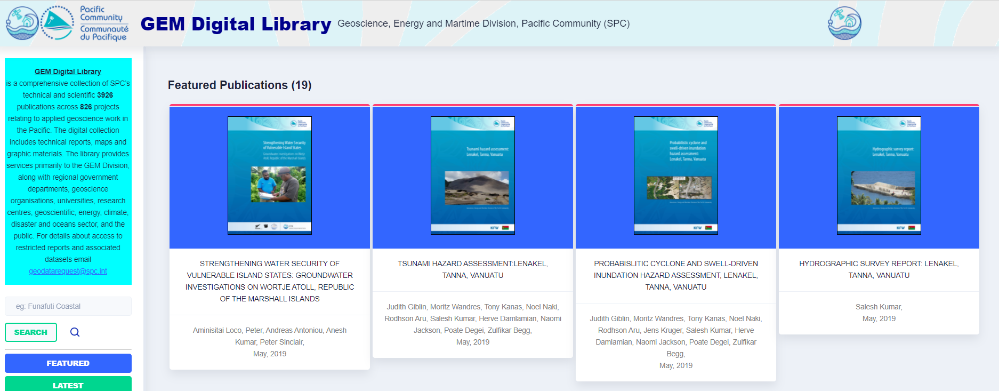 Pacific
Community
Communauté
du Pacifique
GEM Digital Library
Geoscience, Energy and Martime Division, Pacific Community (SPC)
GEM Digital Library
is a comprehensive collection of SPC's
technical and scientific 3926
publications across 826 projects
relating to applied geoscience work in
the Pacific. The digital collection
includes technical reports, maps and
graphic materials. The library provides
services primarily to the GEM Division,
along with regional government
departments, geoscience
organisations, universities, research
centres, geoscientific, energy, climate,
disaster and oceans sector, and the
public. For details about access to
restricted reports and associated
datasets email
geodatarequest@spc.int
eg: Funafuti Coastal
SEARCH
FEATURED
LATEST
Featured Publications (19)
Strengthening Water Security
of Vulnerable Island States
Groundwater investigations on Wotje
Atoll, Republic of the Marshall Islands
GEM
STRENGTHENING WATER SECURITY OF
VULNERABLE ISLAND STATES: GROUNDWATER
INVESTIGATIONS ON WORTJE ATOLL, REPUBLIC
OF THE MARSHALL ISLANDS
Aminisitai Loco, Peter, Andreas Antoniou, Anesh
Kumar, Peter Sinclair,
May, 2019
Tsunami hazard assessment:
Lenakel, Tanna, Vanuatu
KFW
TSUNAMI HAZARD ASSESSMENT:LENAKEL,
TANNA, VANUATU
Judith Giblin, Moritz Wandres, Tony Kanas, Noel Naki,
Rodhson Aru, Salesh Kumar, Herve Damlamian, Naomi
Jackson, Poate Degei, Zulfikar Begg,
May, 2019
Probabilistic cyclone and
swell-driven inundation
hazard assessment:
Lenakel, Tanna, Vanuatu
KFW
PROBABISLITIC CYCLONE AND SWELL-DRIVEN
INUNDATION HAZARD ASSESSMENT, LENAKEL,
TANNA, VANUATU
Judith Giblin, Moritz Wandres, Tony Kanas, Noel Naki,
Rodhson Aru, Jens Kruger, Salesh Kumar, Herve
Damlamian, Naomi Jackson, Poate Degei, Zulfikar
Begg,
May, 2019
Hydrographic survey report:
Lenakel, Tanna, Vanuatu
KFW
HYDROGRAPHIC SURVEY REPORT: LENAKEL,
TANNA, VANUATU
Salesh Kumar,
May, 2019